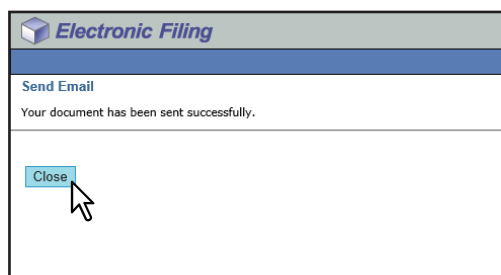 Electronic Filing
Send Email
Your document has been sent successfully.
Close